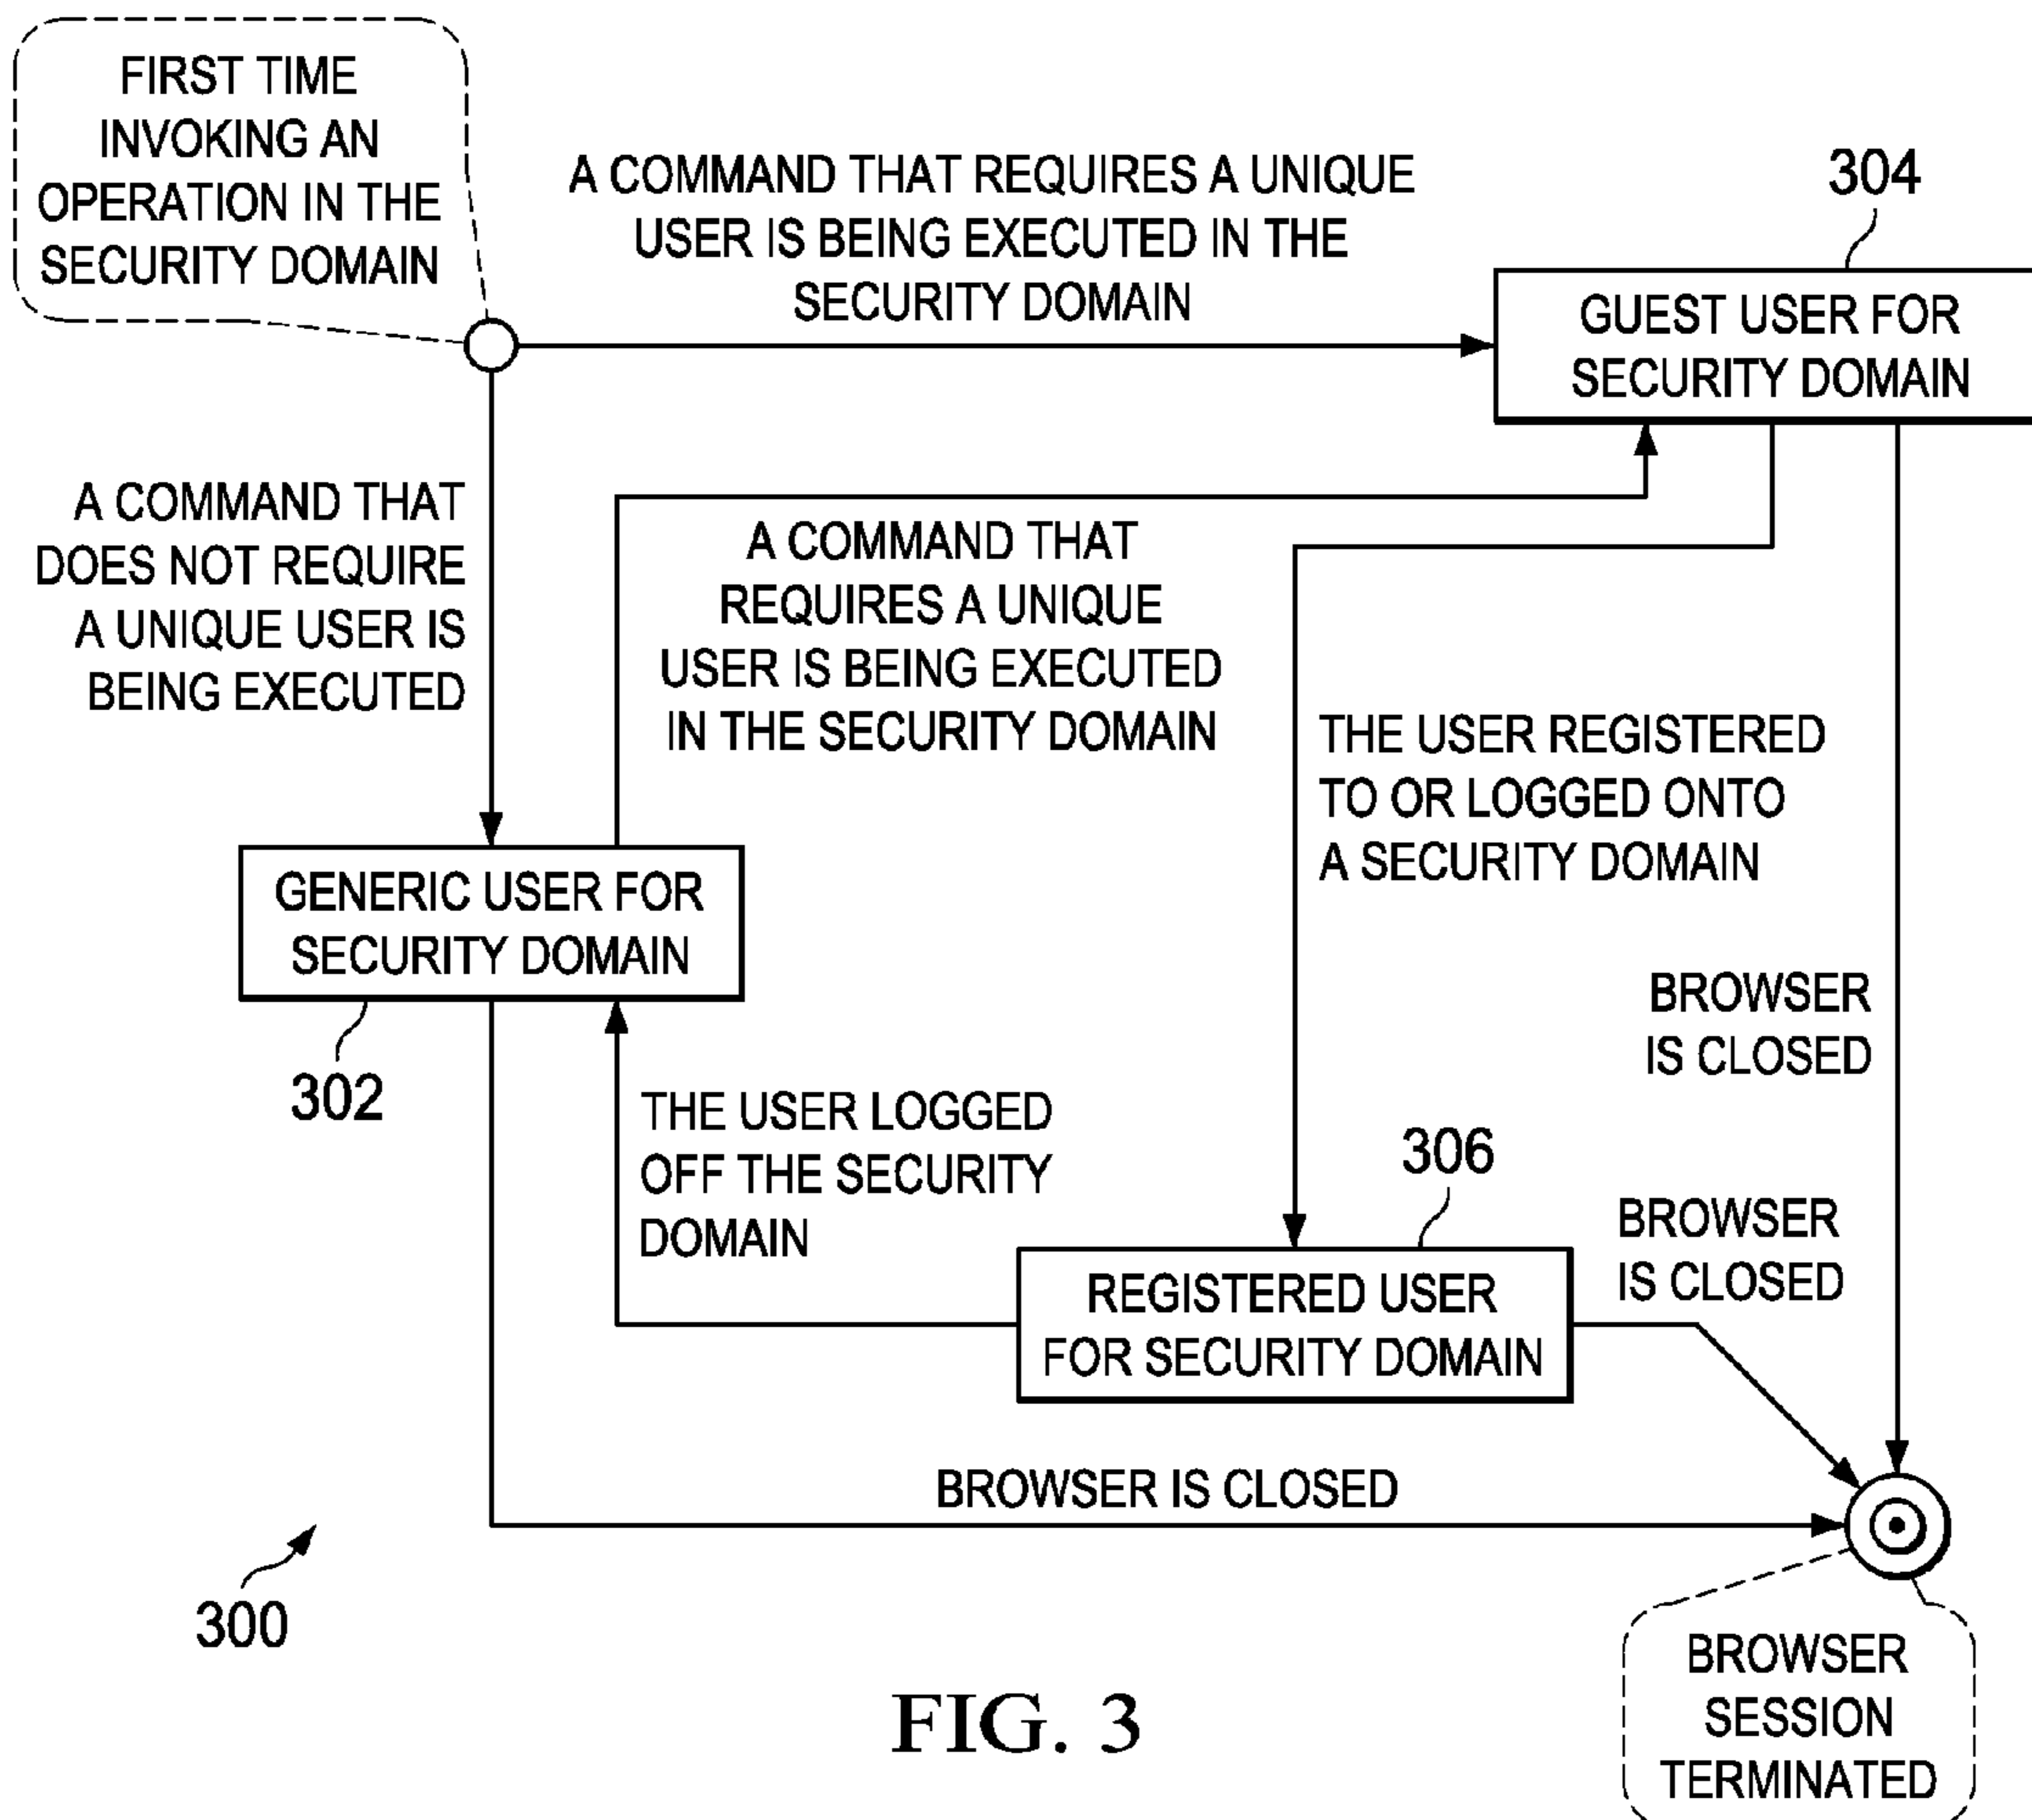 FIRST TIME
INVOKING AN
OPERATION IN THE
SECURITY DOMAIN
A COMMAND THAT REQUIRES A UNIQUE
USER IS BEING EXECUTED IN THE
SECURITY DOMAIN
304
GUEST USER FOR
SECURITY DOMAIN
A COMMAND THAT
DOES NOT REQUIRE
A UNIQUE USER IS
BEING EXECUTED
A COMMAND THAT
REQUIRES A UNIQUE
USER IS BEING EXECUTED
IN THE SECURITY DOMAIN
THE USER REGISTERED
TO OR LOGGED ONTO
A SECURITY DOMAIN
GENERIC USER FOR
SECURITY DOMAIN
302
BROWSER
IS CLOSED
THE USER LOGGED
OFF THE SECURITY
DOMAIN
306
BROWSER
IS CLOSED
REGISTERED USER
FOR SECURITY DOMAIN
BROWSER IS CLOSED
300
BROWSER
SESSION
TERMINATED
FIG. 3